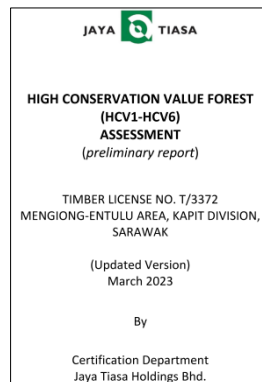 JAYA TIASA
HIGH CONSERVATION VALUE FOREST
(HCV1-HCV6)
ASSESSMENT
(preliminary report)
TIMBER LICENSE NO. T/3372
MENGIONG-ENTULU AREA, KAPIT DIVISION,
SARAWAK
(Updated Version)
March 2023
By
Certification Department
Jaya Tiasa Holdings Bhd.